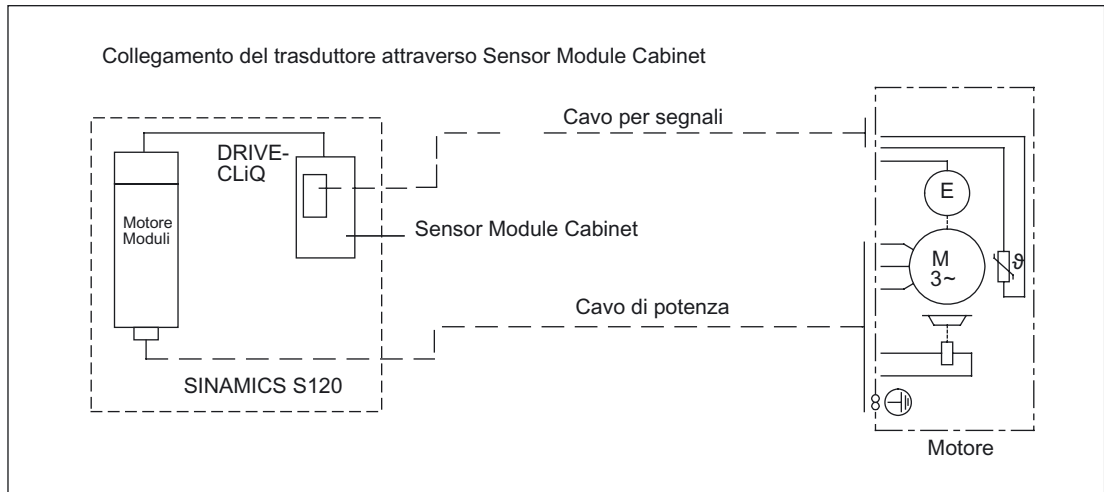 Collegamento del trasduttore attraverso Sensor Module Cabinet
Cavo per segnali
DRIVE-
CLiQ
Motore
Moduli
Sensor Module Cabinet
E
M
3~
ϑ
Cavo di potenza
SINAMICS S120
Motore